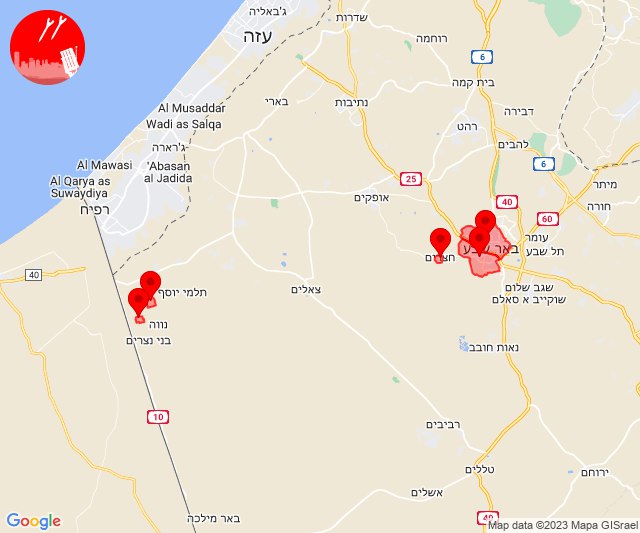 ג'באליה
שדרות
עזה
רוחמה
6
בית קמה
Al Musaddar
בארי
נתיבות
דבירה
Wadi as Salqa
רהט
ג'רארה
להבים
Al Mawasi
'Abasan
al Jadida
6
Al Qarya as
Suwaydiya
25
מיתר
רפיח
אופקים
40
חורה
60
עומר
באר שבע
תל שבע
חצרים
40
שגב שלום
צאלים
תלמי יוסף
שוקייב א סאלם
נווה
בני נצרים
נאות חובב
10
רביבים
טללים
ירוחם
אשלים
באר מילכה
40
Google
Map data ©2023 Mapa GISrael